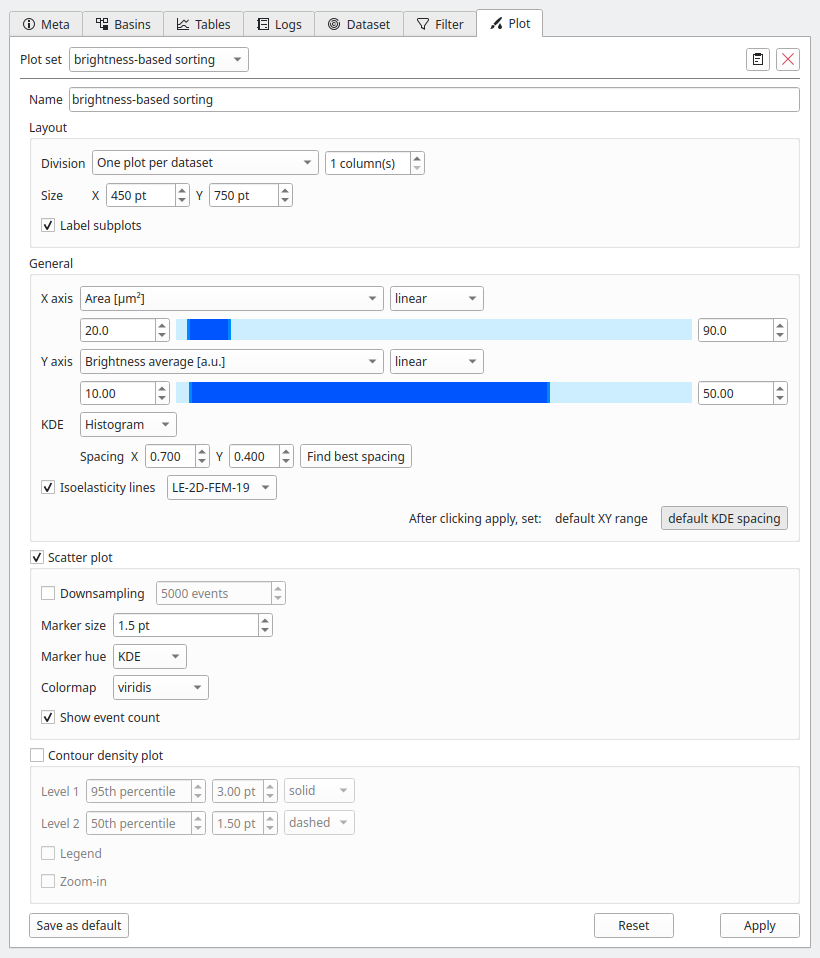 Meta Basins Tables Logs Dataset Filter Plot
Plot set brightness-based sorting
Name brightness-based sorting
Layout
Division One plot per dataset 1 column(s)
Size X 450 pt Y 750 pt
Label subplots
General
X axis Area [µm²] linear
20.0 90.0
Y axis Brightness average [a.u.] linear
10.00 50.00
KDE Histogram
Spacing X 0.700 Y 0.400 Find best spacing
Isoelasticity lines LE-2D-FEM-19
After clicking apply, set: default XY range default KDE spacing
Scatter plot
Downsampling 5000 events
Marker size 1.5 pt
Marker hue KDE
Colormap viridis
Show event count
Contour density plot
Level 1 95th percentile 3.00 pt solid
Level 2 50th percentile 1.50 pt dashed
Legend
Zoom-in
Save as default Reset Apply